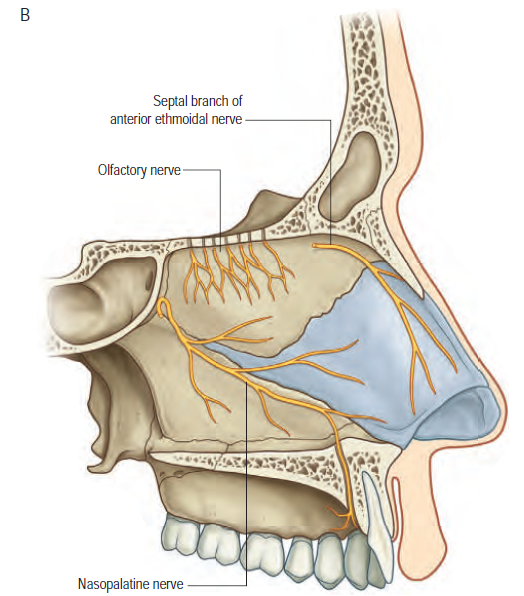 B
Septal branch of
anterior ethmoidal nerve
Olfactory nerve
Nasopalatine nerve